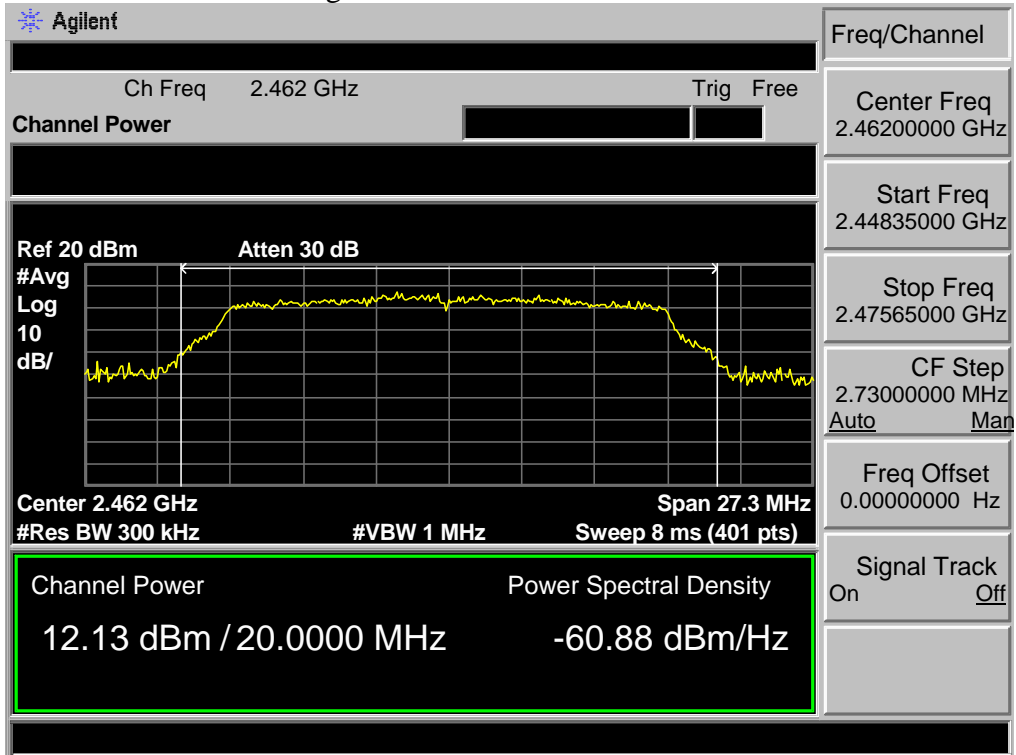 Agilent
Freq/Channel
Ch Freq 2.462 GHz Trig Free
Channel Power
Center Freq
2.46200000 GHz
Start Freq
2.44835000 GHz
Stop Freq
2.47565000 GHz
CF Step
2.73000000 MHz
Auto Man
Freq Offset
0.00000000 Hz
Signal Track
On Off
Ref 20 dBm Atten 30 dB
#Avg
Log
10
dB/
Center 2.462 GHz Span 27.3 MHz
#Res BW 300 kHz #VBW 1 MHz Sweep 8 ms (401 pts)
Channel Power Power Spectral Density
12.13 dBm / 20.0000 MHz -60.88 dBm/Hz